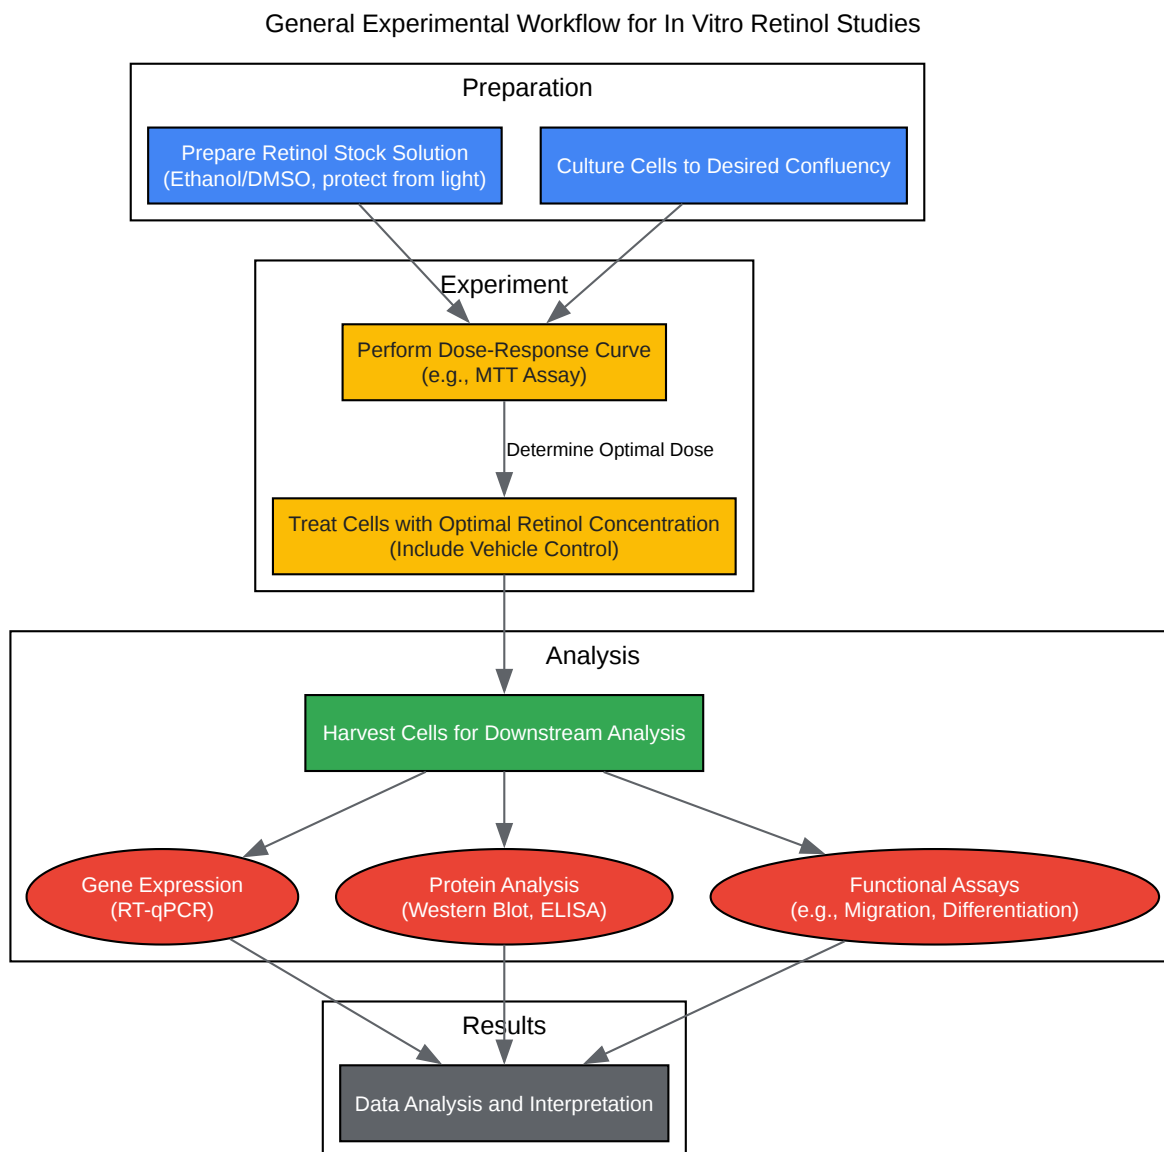 General Experimental Workflow for In Vitro Retinol Studies
Preparation
Prepare Retinol Stock Solution
(Ethanol/DMSO, protect from light)
Culture Cells to Desired Confluency
Experiment
Perform Dose-Response Curve
(e.g., MTT Assay)
Determine Optimal Dose
Treat Cells with Optimal Retinol Concentration
(Include Vehicle Control)
Analysis
Harvest Cells for Downstream Analysis
Gene Expression
(RT-qPCR)
Protein Analysis
(Western Blot, ELISA)
Functional Assays
(e.g., Migration, Differentiation)
Results
Data Analysis and Interpretation